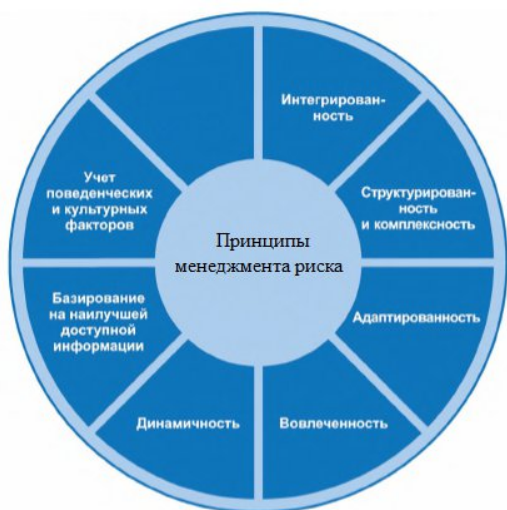 Интегрирован-
ность
Структурирован-
ность
и комплексность
Адаптированность
Вовлеченность
Динамичность
Базирование
на наилучшей
доступной
информации
Учет
поведенческих
и культурных
факторов
Принципы
менеджмента риска